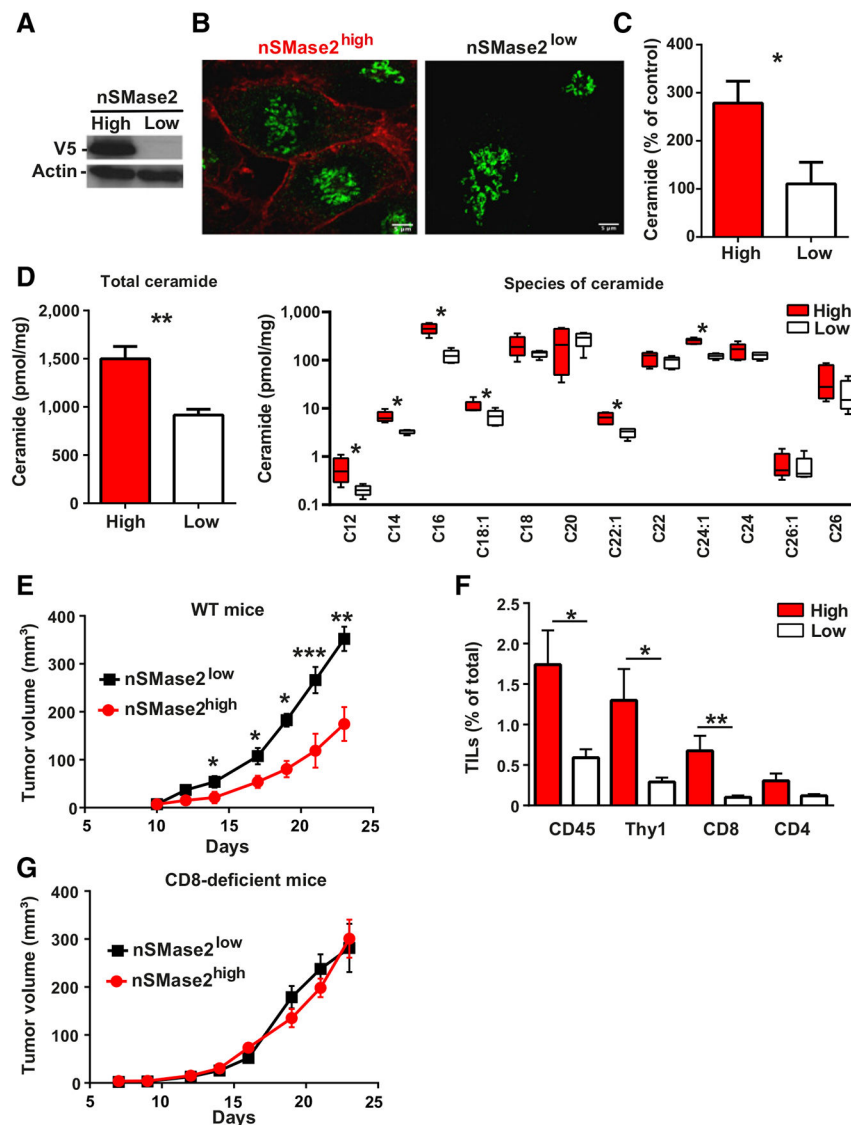 A
nSMase2
High Low
V5
Actin
B
nSMase2high
nSMase2low
5 μm
5 μm
C
Ceramide (% of control)
400
300
200
100
0
*
High
Low
D
Total ceramide
Ceramide (pmol/mg)
2,000
1,500
1,000
500
0
**
High
Low
Species of ceramide
Ceramide (pmol/mg)
1,000
100
10
1
0.1
* * * * * *
High
Low
C12 C14 C16 C18:1 C18 C20 C22:1 C22 C24:1 C24 C26:1 C26
E
WT mice
Tumor volume (mm³)
400
300
200
100
0
nSMase2low
nSMase2high
* * * *** **
5 10 15 20 25
Days
F
TILs (% of total)
2.5
2.0
1.5
1.0
0.5
0
High
Low
* * **
CD45 Thy1 CD8 CD4
G
CD8-deficient mice
Tumor volume (mm³)
400
300
200
100
0
nSMase2low
nSMase2high
5 10 15 20 25
Days